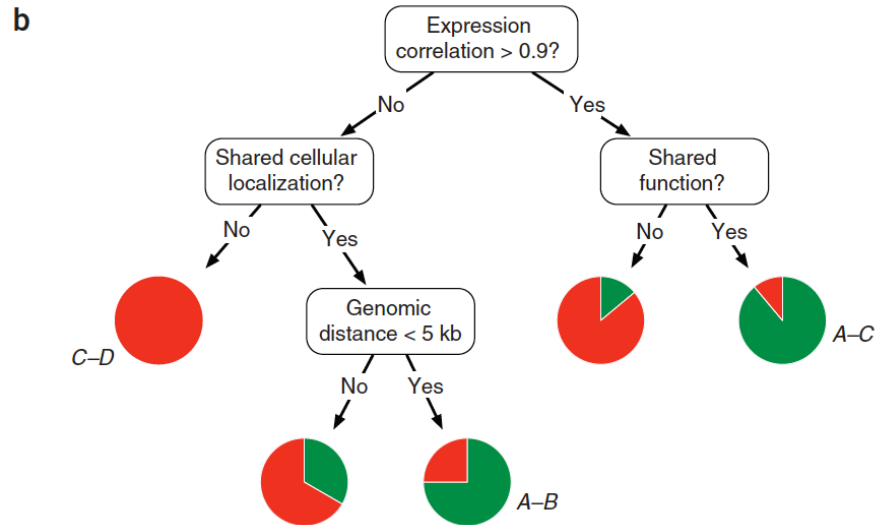 b
Expression
correlation > 0.9?
No
Yes
Shared cellular
localization?
Shared
function?
No
Yes
No
Yes
Genomic
distance < 5 kb
C–D
A–C
No
Yes
A–B